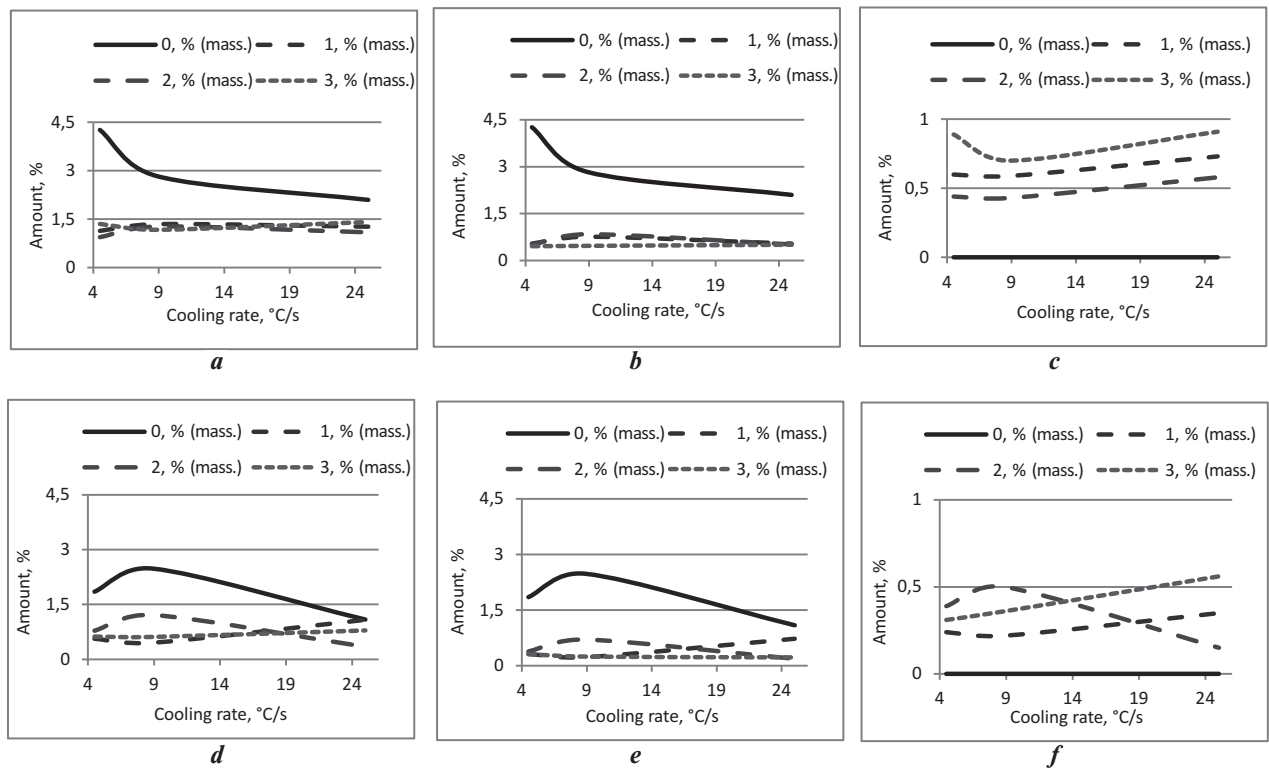 0, % (mass.) 1, % (mass.)
2, % (mass.) 3, % (mass.)
Amount, %
4,5
3
1,5
0
4 9 14 19 24
Cooling rate, °C/s
a
0, % (mass.) 1, % (mass.)
2, % (mass.) 3, % (mass.)
Amount, %
4,5
3
1,5
0
4 9 14 19 24
Cooling rate, °C/s
b
0, % (mass.) 1, % (mass.)
2, % (mass.) 3, % (mass.)
Amount, %
1
0,5
0
4 9 14 19 24
Cooling rate, °C/s
c
0, % (mass.) 1, % (mass.)
2, % (mass.) 3, % (mass.)
Amount, %
4,5
3
1,5
0
4 9 14 19 24
Cooling rate, °C/s
d
0, % (mass.) 1, % (mass.)
2, % (mass.) 3, % (mass.)
Amount, %
4,5
3
1,5
0
4 9 14 19 24
Cooling rate, °C/s
e
0, % (mass.) 1, % (mass.)
2, % (mass.) 3, % (mass.)
Amount, %
1
0,5
0
4 9 14 19 24
Cooling rate, °C/s
f